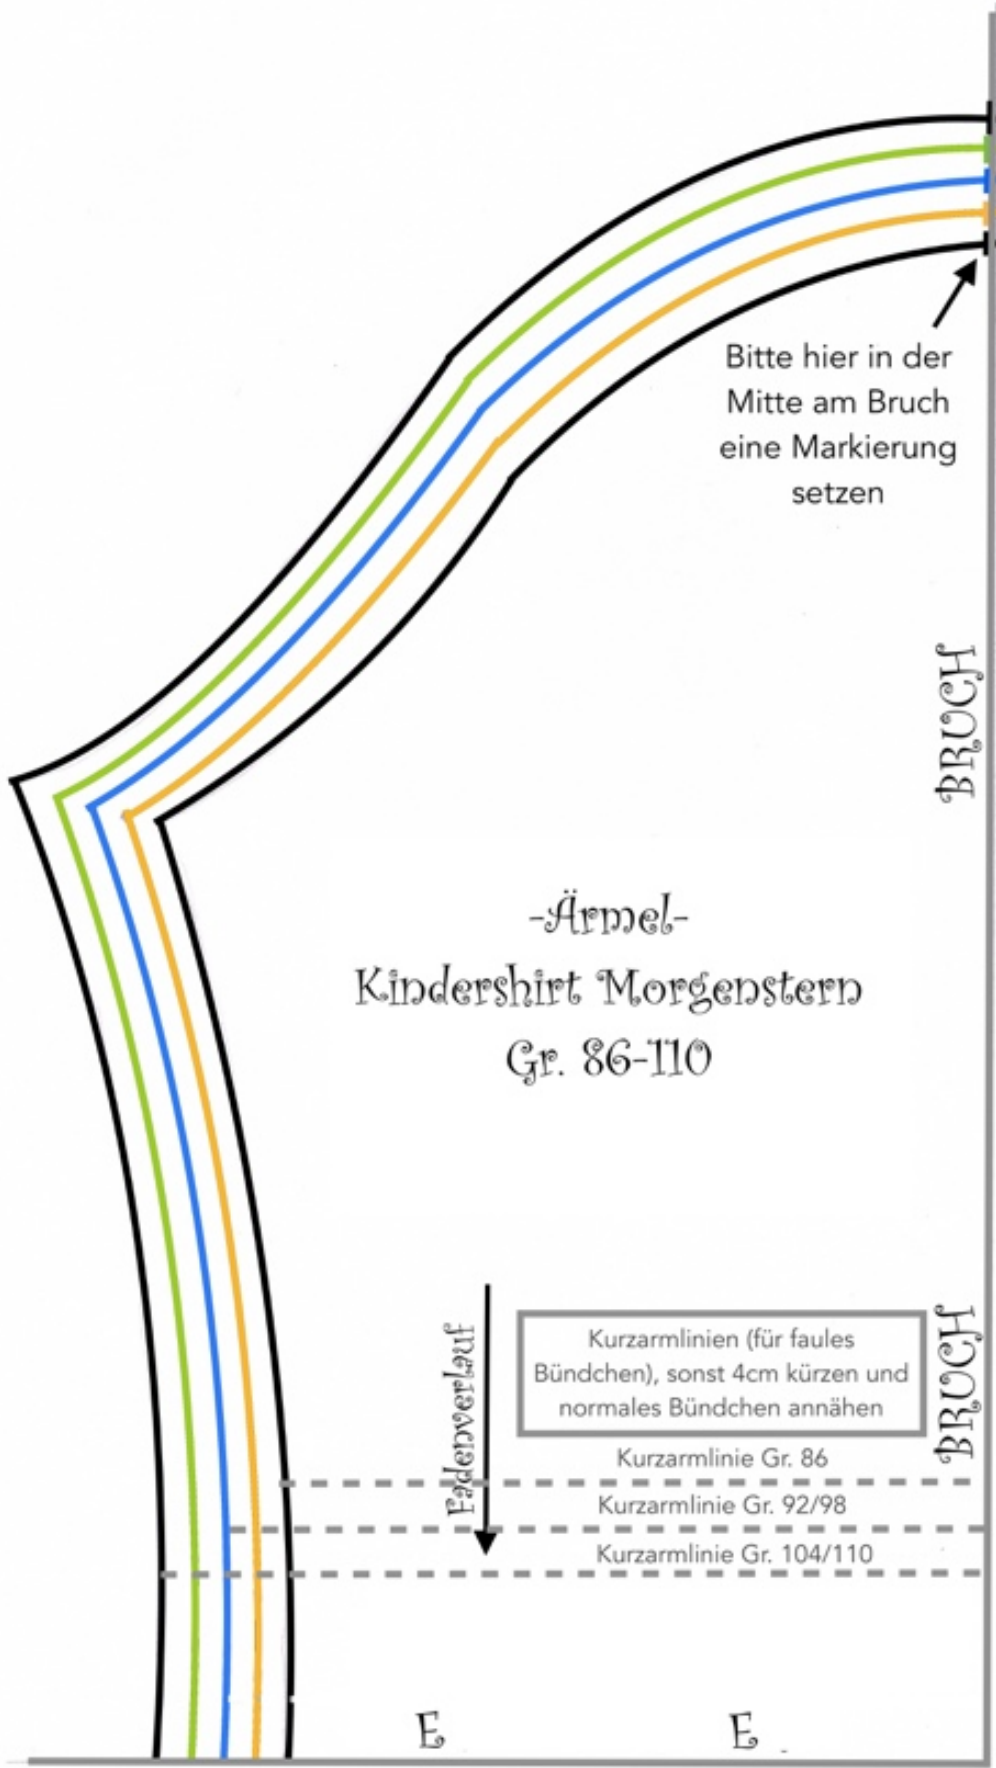 Bitte hier in der
Mitte am Bruch
eine Markierung
setzen
BRUCH
-Ärmel-
Kindershirt Morgenstern
Gr. 86-110
Fadenverlauf
Kurzarmlinien (für faules
Bündchen), sonst 4cm kürzen und
normales Bündchen annähen
BRUCH
Kurzarmlinie Gr. 86
Kurzarmlinie Gr. 92/98
Kurzarmlinie Gr. 104/110
E E